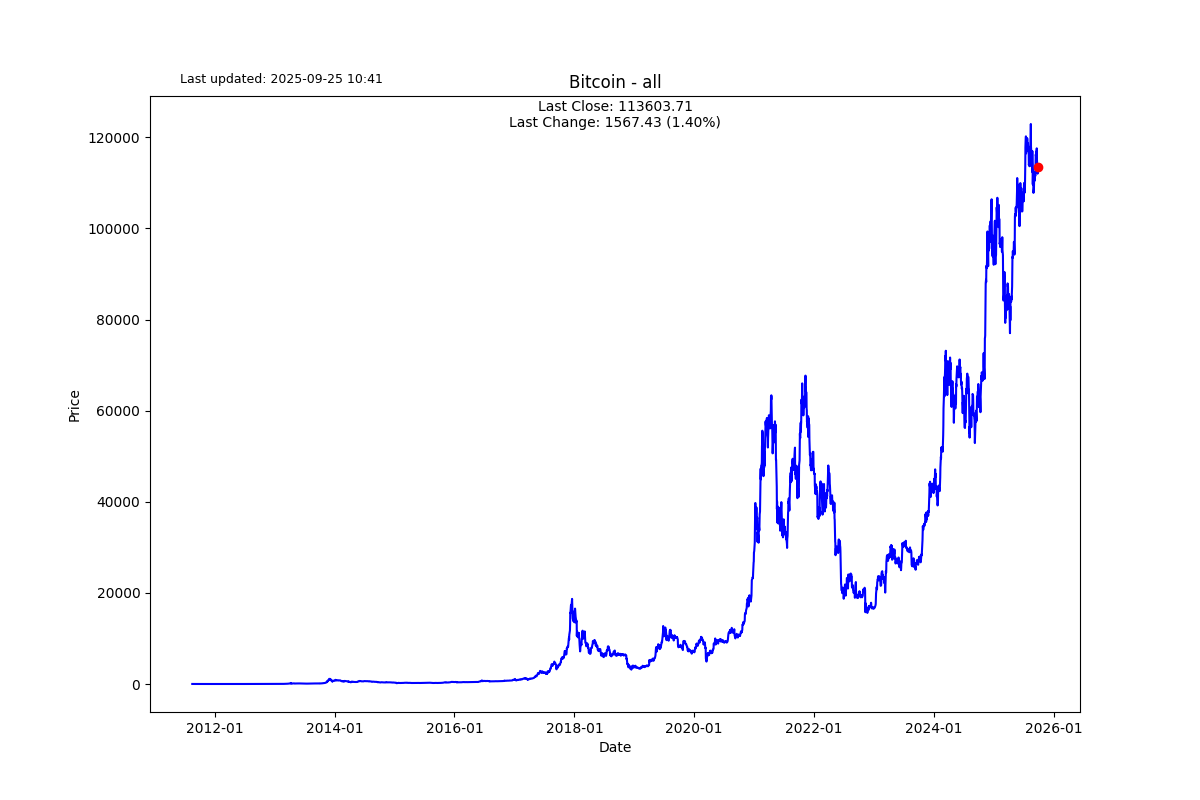 Last updated: 2025-09-25 10:41
Bitcoin - all
Last Close: 113603.71
Last Change: 1567.43 (1.40%)
120000
100000
80000
60000
40000
20000
0
Price
2012-01 2014-01 2016-01 2018-01 2020-01 2022-01 2024-01 2026-01
Date